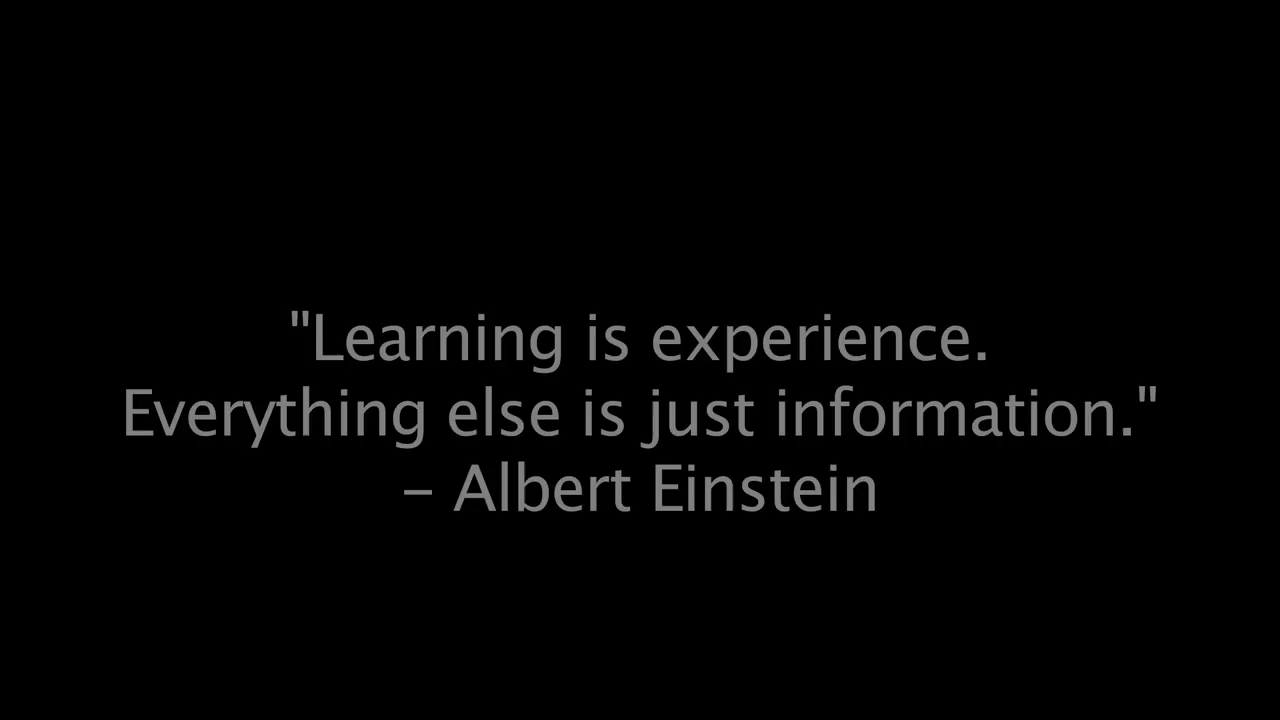 "Learning is experience.
Everything else is just information."
– Albert Einstein